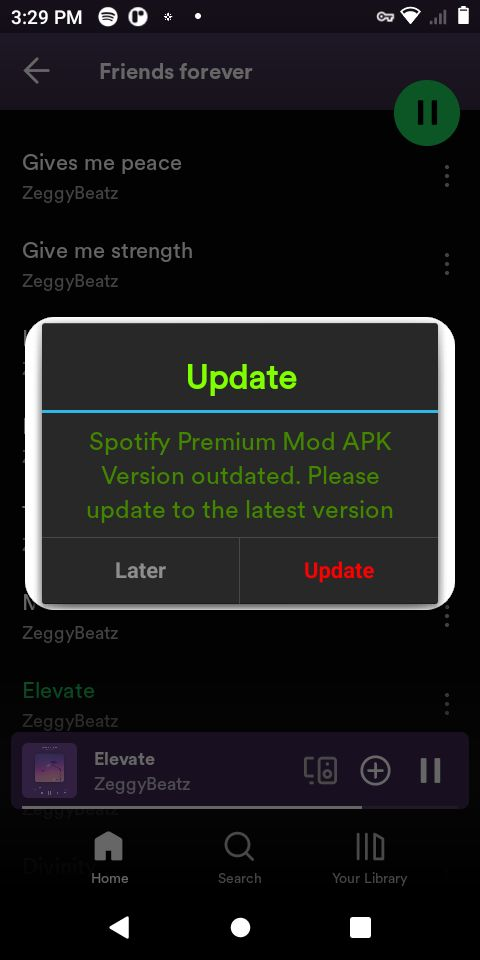 3:29 PM
Friends forever
Gives me peace
ZeggyBeatz
Give me strength
ZeggyBeatz
Update
Spotify Premium Mod APK
Version outdated. Please
update to the latest version
Later
Update
ZeggyBeatz
Elevate
ZeggyBeatz
Elevate
ZeggyBeatz
Divinity
Home
Search
Your Library